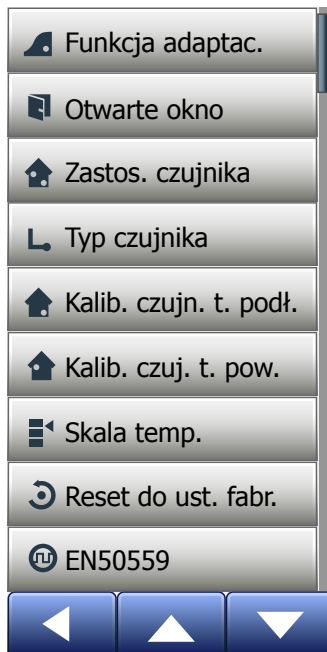 Funkcja adaptac.
Otwarte okno
Zastos. czujnika
Typ czujnika
Kalib. czujn. t. podł.
Kalib. czuj. t. pow.
Skala temp.
Reset do ust. fabr.
EN50559